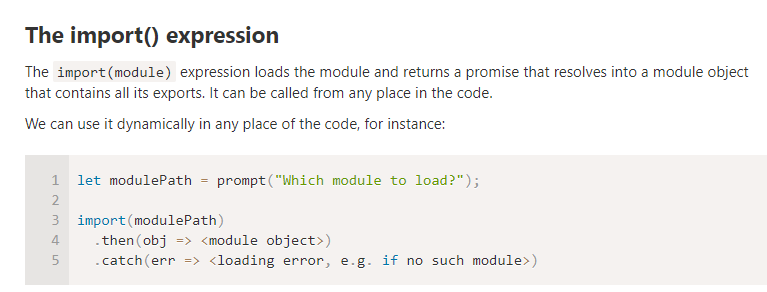 The import() expression
The import(module) expression loads the module and returns a promise that resolves into a module object
that contains all its exports. It can be called from any place in the code.
We can use it dynamically in any place of the code, for instance:
1 let modulePath = prompt("Which module to load?");
2
3 import(modulePath)
4   .then(obj => <module object>)
5   .catch(err => <loading error, e.g. if no such module>)